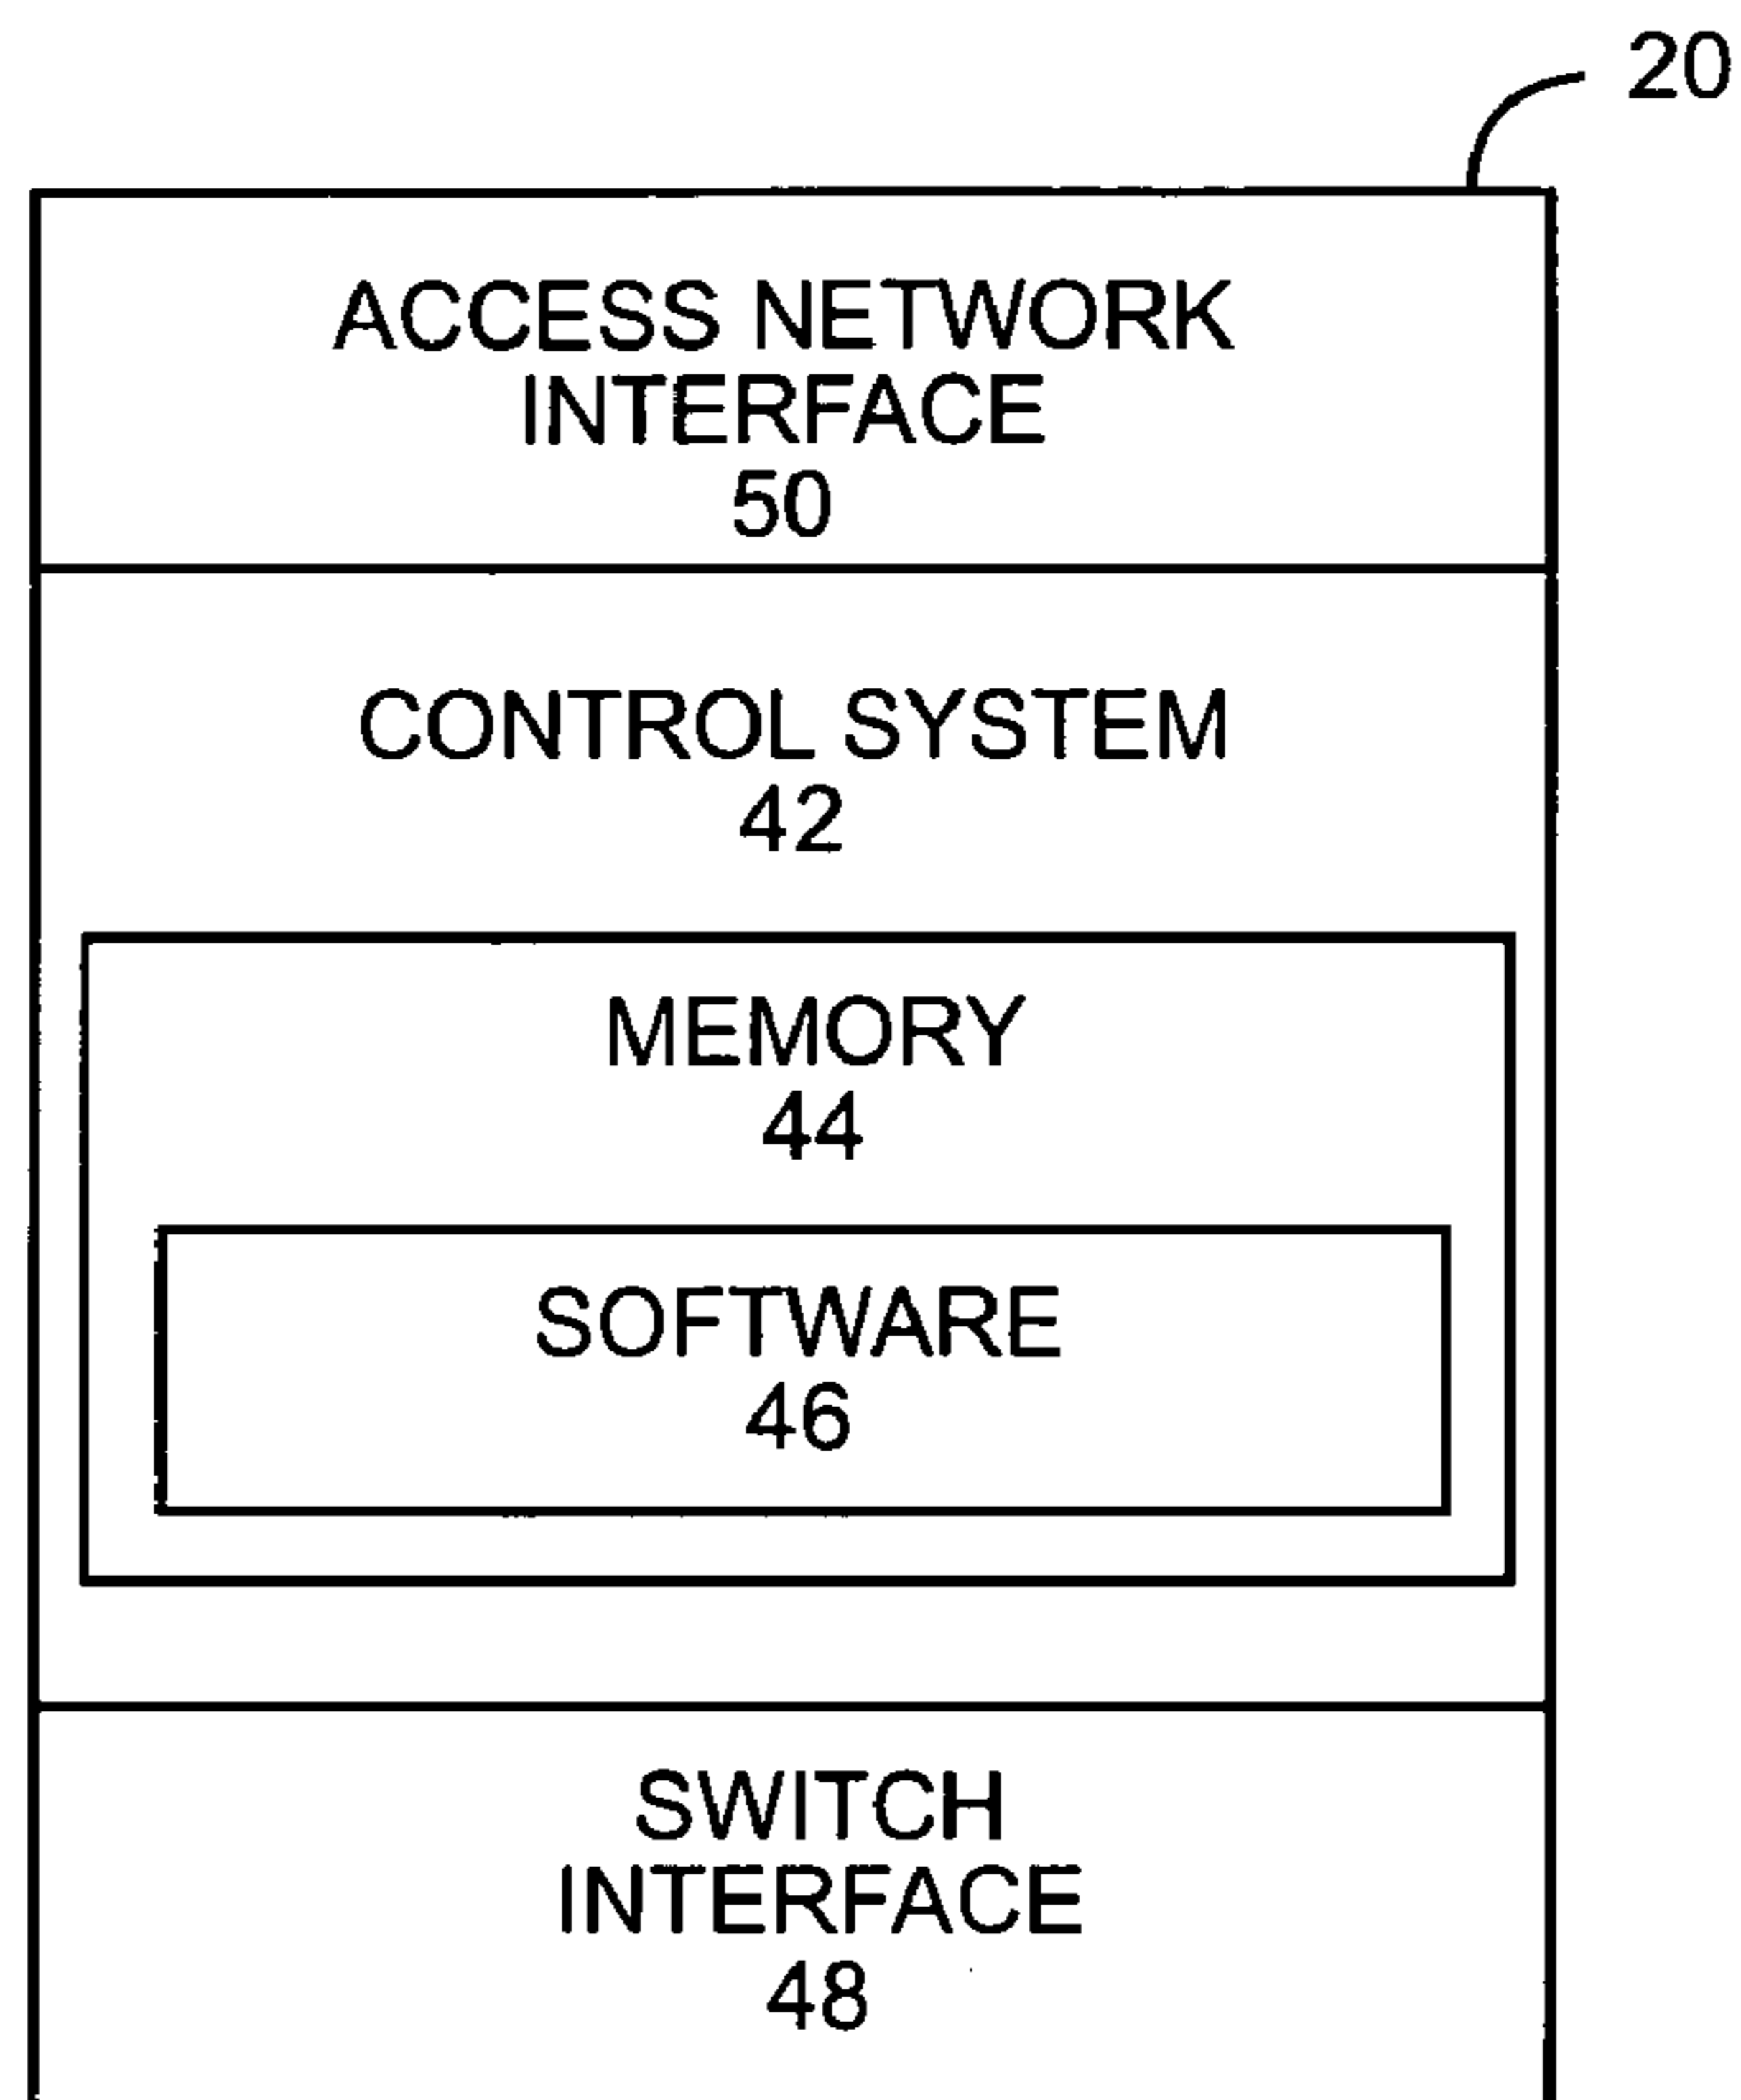 20
ACCESS NETWORK
INTERFACE
50
CONTROL SYSTEM
42
MEMORY
44
SOFTWARE
46
SWITCH
INTERFACE
48